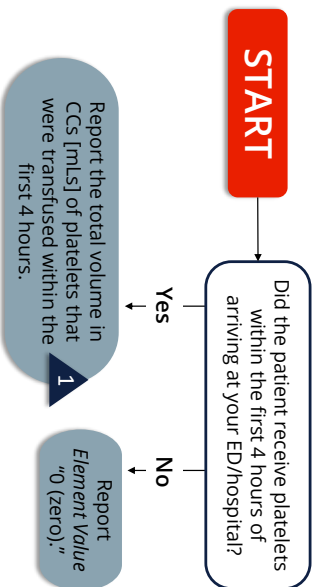 START
Did the patient receive platelets
within the first 4 hours of
arriving at your ED/hospital?
Yes
No
Report the total volume in
CCs [mLs] of platelets that
were transfused within the
first 4 hours.
1
Report
Element Value
“0 (zero).”